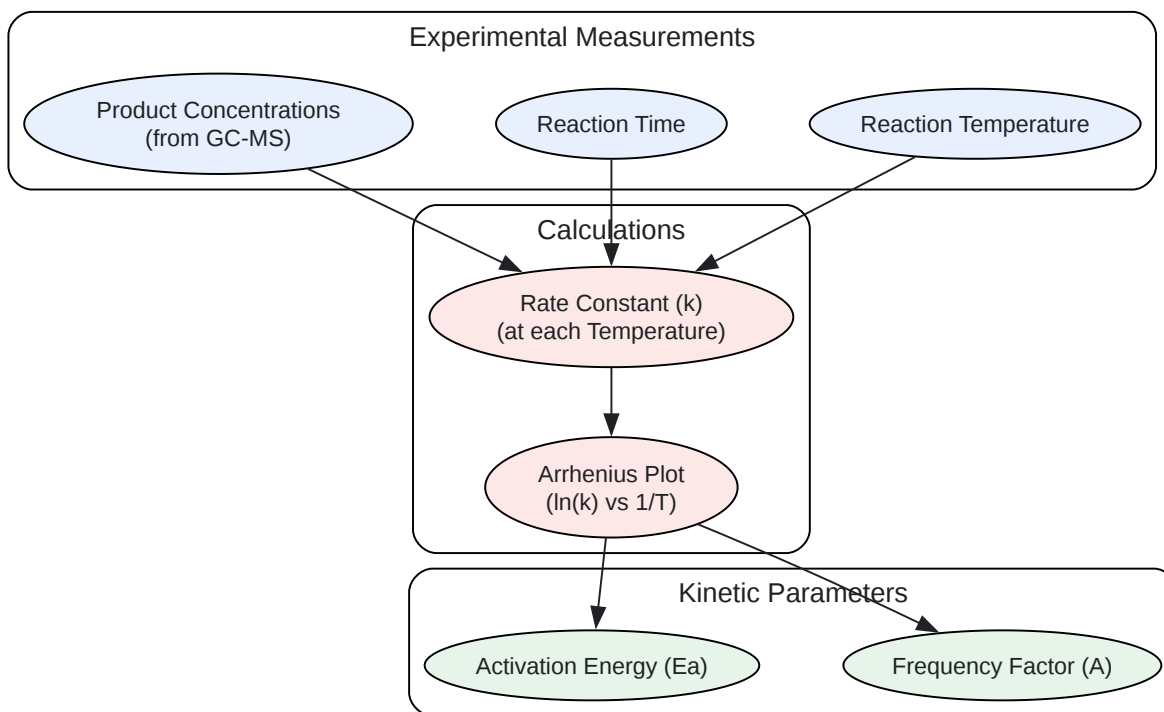 Experimental Measurements
Product Concentrations
(from GC-MS)
Reaction Time
Reaction Temperature
Calculations
Rate Constant (k)
(at each Temperature)
Arrhenius Plot
(ln(k) vs 1/T)
Kinetic Parameters
Activation Energy (Ea)
Frequency Factor (A)